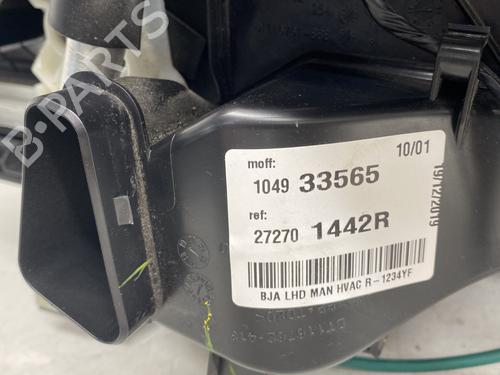 B-PARTS
moff: 10/01
1049 33565
19/12/2019
ref:
27270 1442R
BJA LHD MAN HVAC R-1234YF